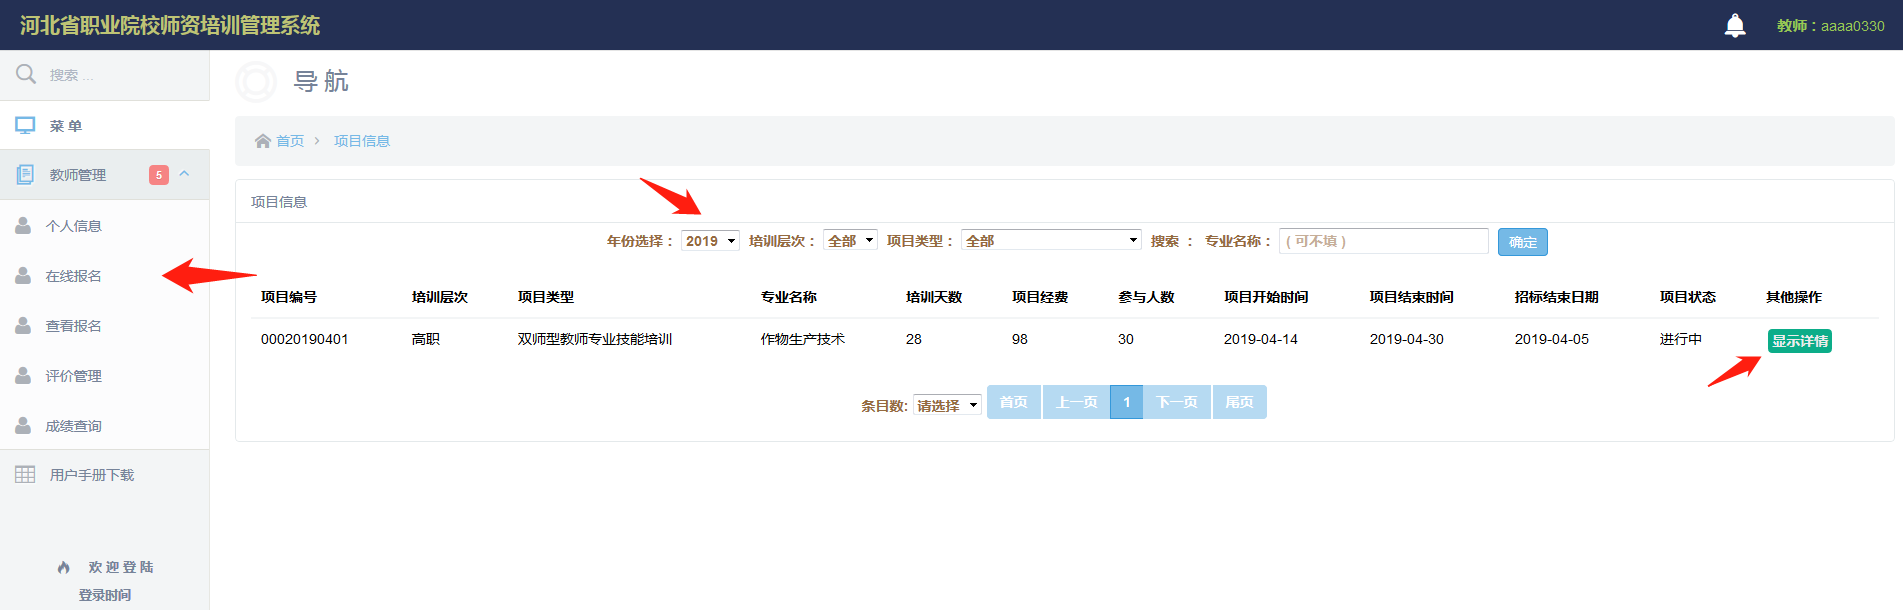 河北省职业院校师资培训管理系统
教师：aaaa0330
搜索 ...
导 航
菜 单
首页 > 项目信息
教师管理 5
项目信息
个人信息
年份选择： 2019 培训层次： 全部 项目类型： 全部 搜索 ： 专业名称： ( 可不填 ) 确定
在线报名
项目编号 培训层次 项目类型 专业名称 培训天数 项目经费 参与人数 项目开始时间 项目结束时间 招标结束日期 项目状态 其他操作
查看报名
00020190401 高职 双师型教师专业技能培训 作物生产技术 28 98 30 2019-04-14 2019-04-30 2019-04-05 进行中 显示详情
评价管理
条目数: 请选择 首页 上一页 1 下一页 尾页
成绩查询
用户手册下载
欢 迎 登 陆
登录时间